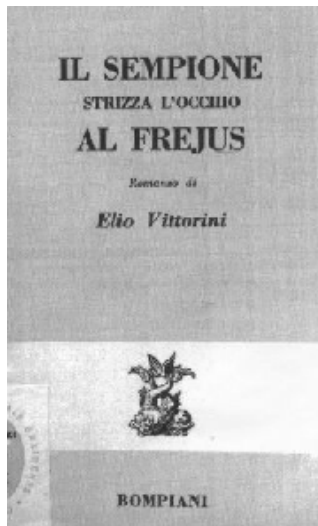 IL SEMPIONE
STRIZZA L'OCCHIO
AL FREJUS
Romanzo di
Elio Vittorini
BOMPIANI